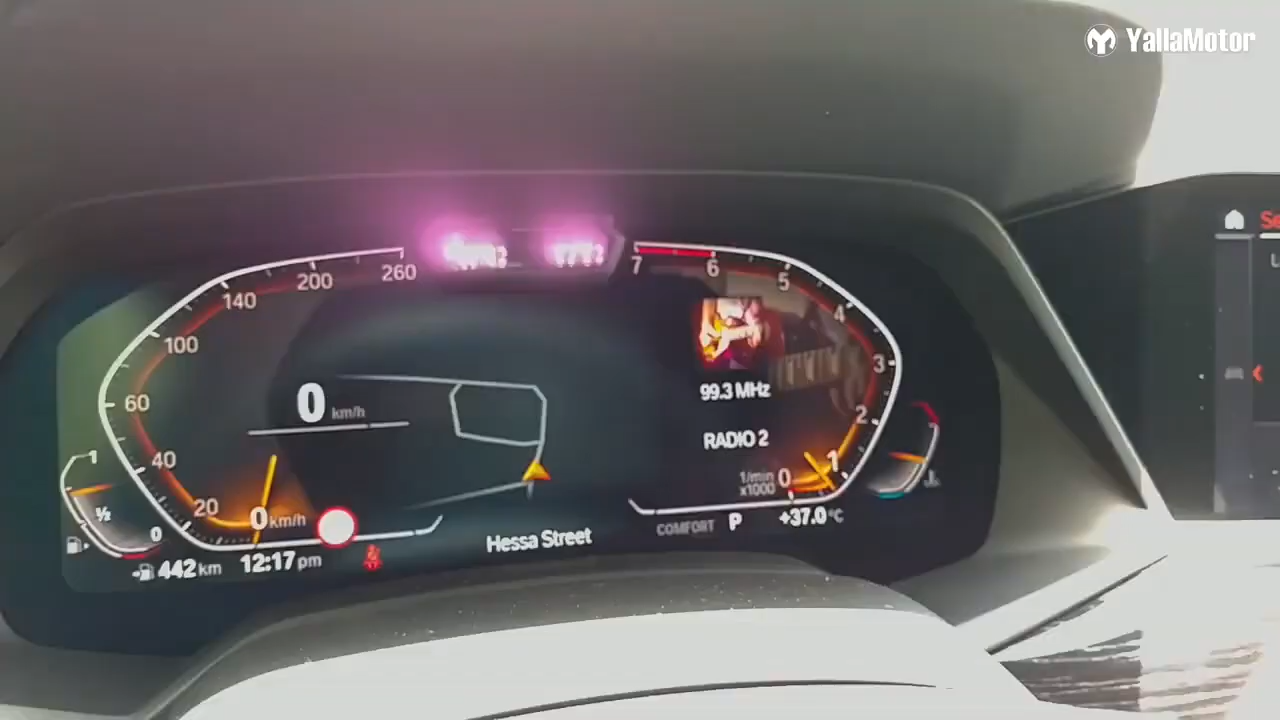 YallaMotor
260
200
140
100
60
40
20
0 km/h
0 km/h
7
6
5
4
3
2
1
0
1/min
x1000
99.3 MHz
RADIO 2
1
½
0
442 km
12:17 pm
Hessa Street
COMFORT P
+37.0°C